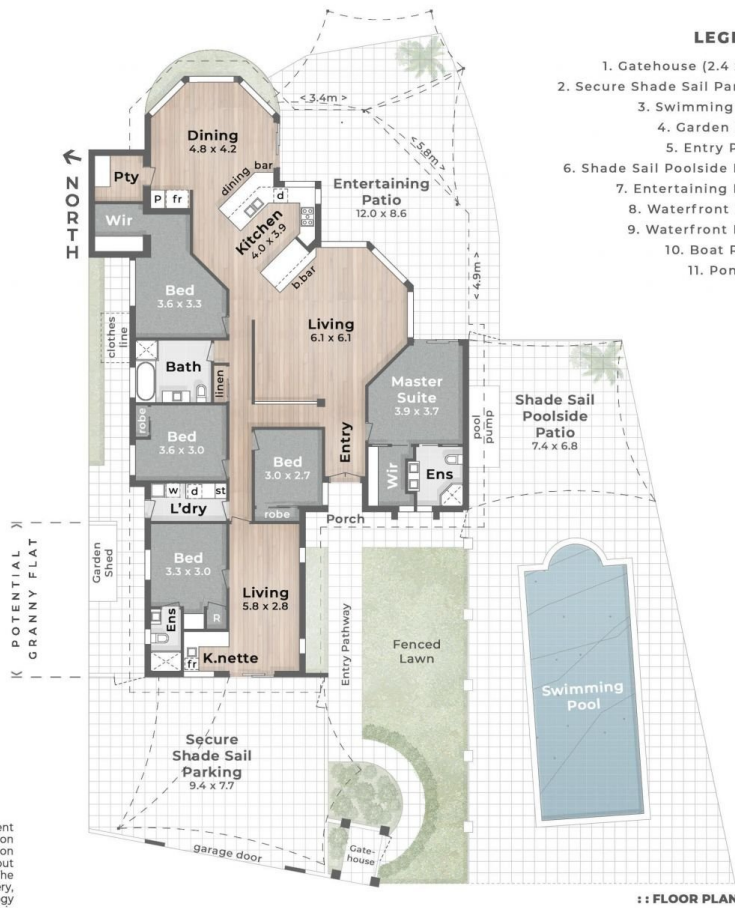 LEGE
1. Gatehouse (2.4 x
2. Secure Shade Sail Par
3. Swimming
4. Garden
5. Entry P
6. Shade Sail Poolside
7. Entertaining
8. Waterfront
9. Waterfront
10. Boat
11. Pon
NORTH
Dining
4.8 x 4.2
< 3.4m >
Pty
P fr
dining bar
d
Kitchen
4.0 x 3.9
b.bar
Entertaining
Patio
12.0 x 8.6
< 5.8m >
< 4.9m >
Wir
Bed
3.6 x 3.3
clothes
line
Living
6.1 x 6.1
Bath
linen
Master
Suite
3.9 x 3.7
pool
pump
Shade Sail
Poolside
Patio
7.4 x 6.8
robe
Bed
3.6 x 3.0
Bed
3.0 x 2.7
robe
Entry
Wir
Ens
w d st
L'dry
Porch
POTENTIAL
GRANNY FLAT
Garden
Shed
Bed
3.3 x 3.0
R
Living
5.8 x 2.8
Ens
fr
K.nette
Entry Pathway
Fenced
Lawn
Swimming
Pool
Secure
Shade Sail
Parking
9.4 x 7.7
garage door
Gate-
house
ent
on
on
out
he
ery,
gy
:: FLOOR PLAN